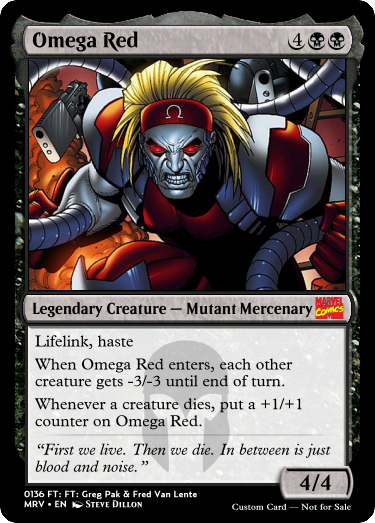 Omega Red 4
Ω
Legendary Creature — Mutant Mercenary MARVEL COMICS
Lifelink, haste
When Omega Red enters, each other
creature gets -3/-3 until end of turn.
Whenever a creature dies, put a +1/+1
counter on Omega Red.
“First we live. Then we die. In between is just
blood and noise.”
4/4
0136 FT: FT: Greg Pak & Fred Van Lente
MRV • EN Steve Dillon
Custom Card — Not for Sale